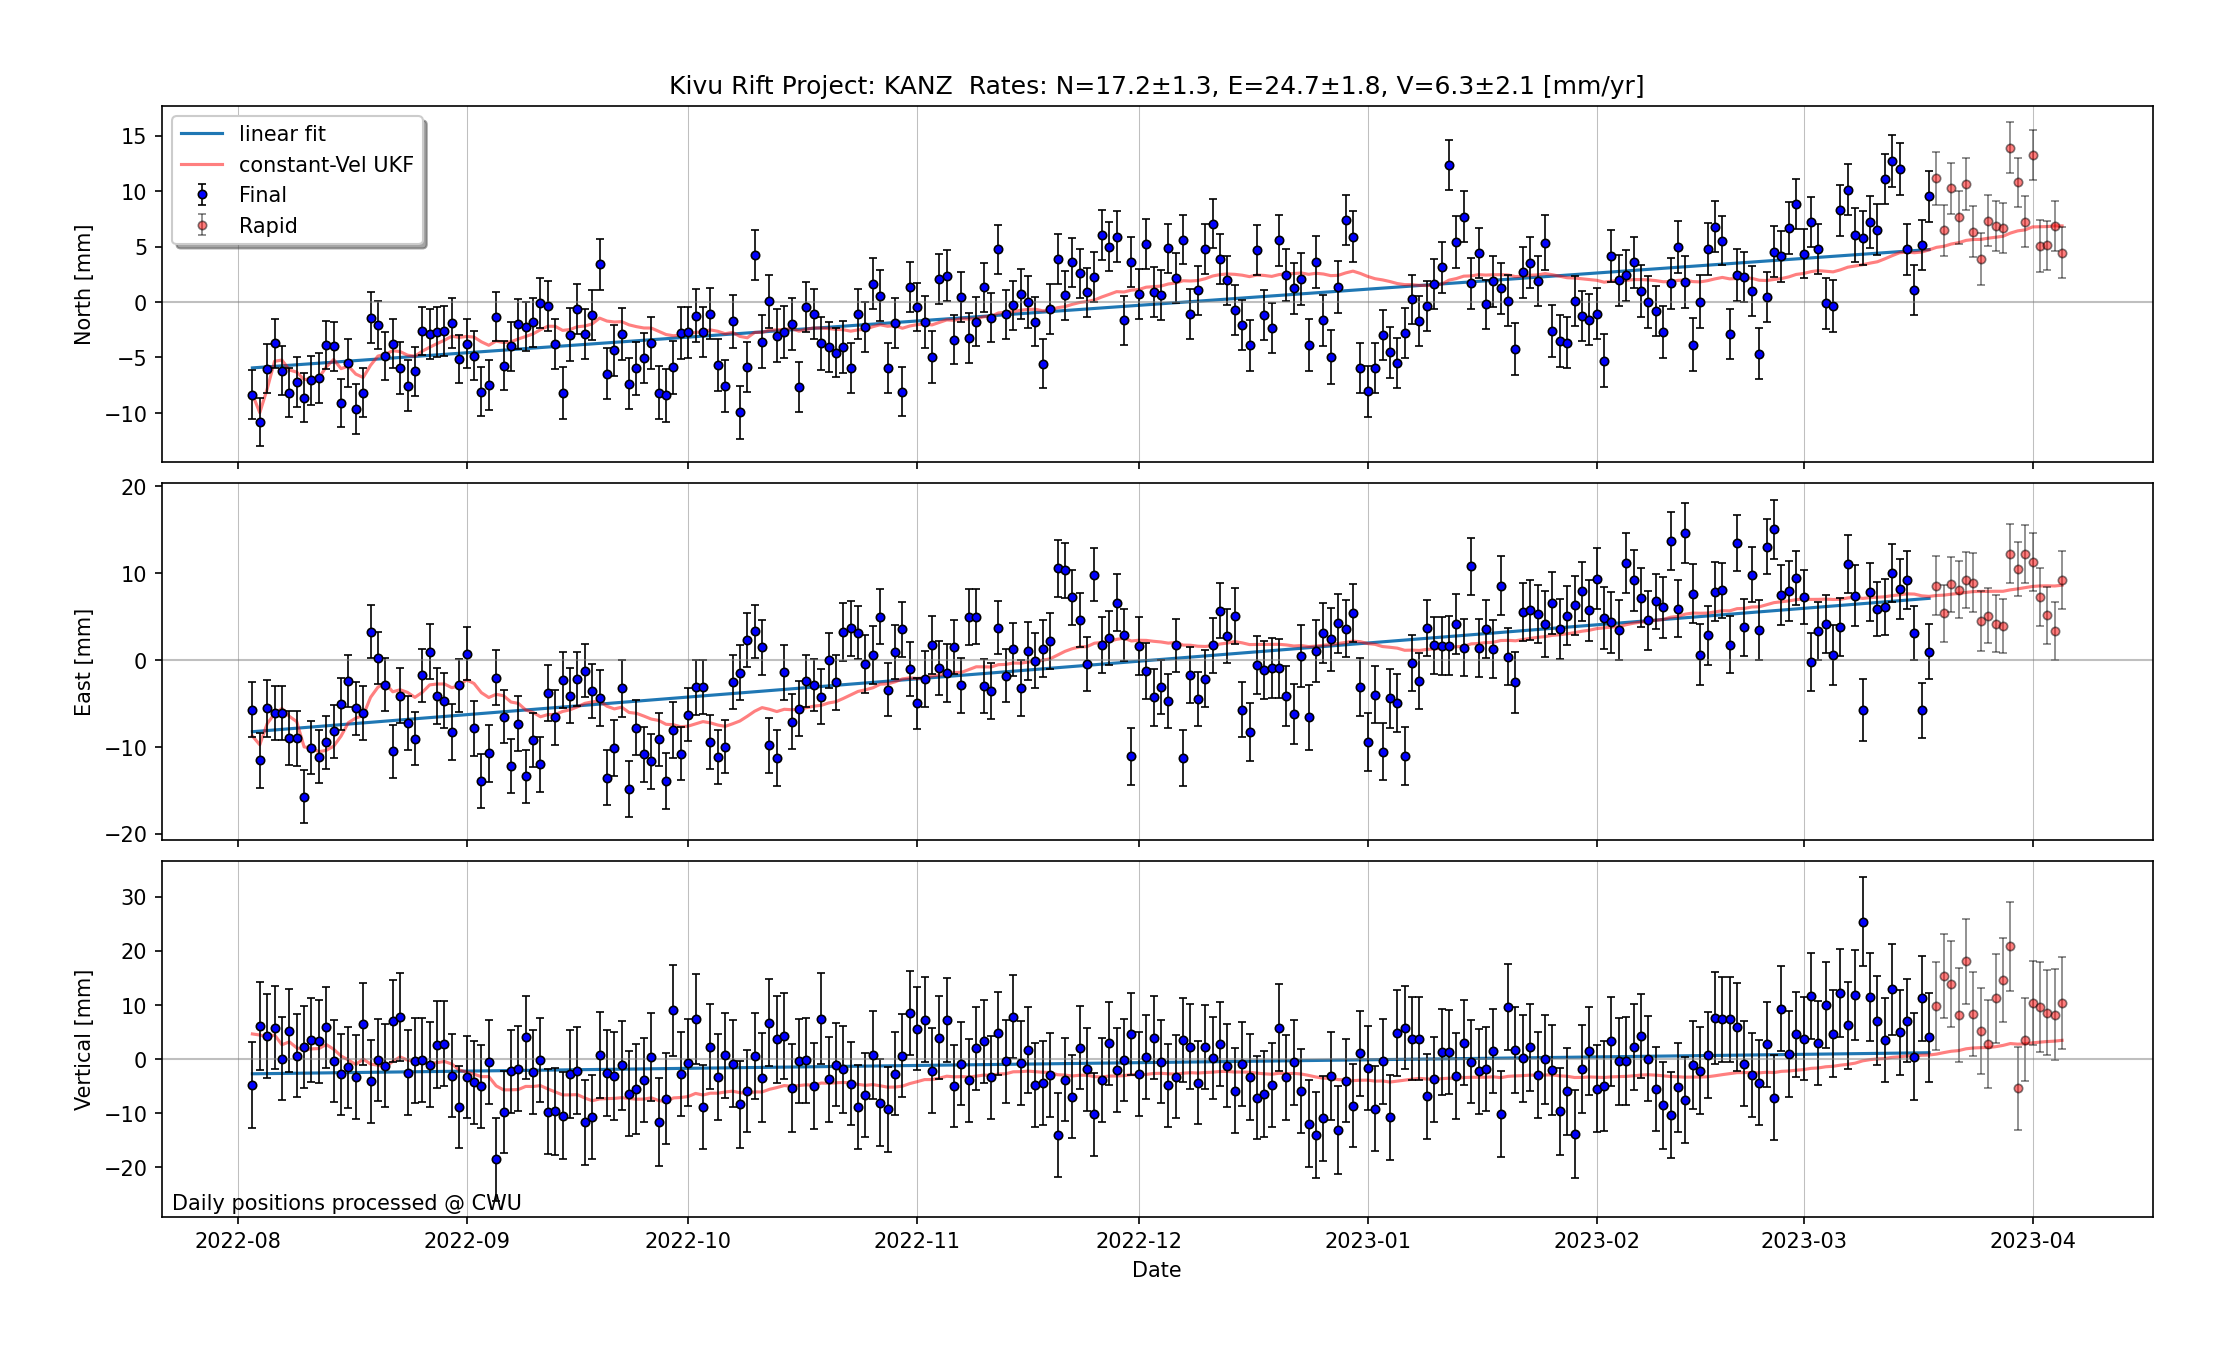 Kivu Rift Project: KANZ  Rates: N=17.2±1.3, E=24.7±1.8, V=6.3±2.1 [mm/yr]
linear fit
constant-Vel UKF
Final
Rapid
North [mm]
15
10
5
0
−5
−10
East [mm]
20
10
0
−10
−20
Vertical [mm]
30
20
10
0
−10
−20
Daily positions processed @ CWU
2022-08 2022-09 2022-10 2022-11 2022-12 2023-01 2023-02 2023-03 2023-04
Date